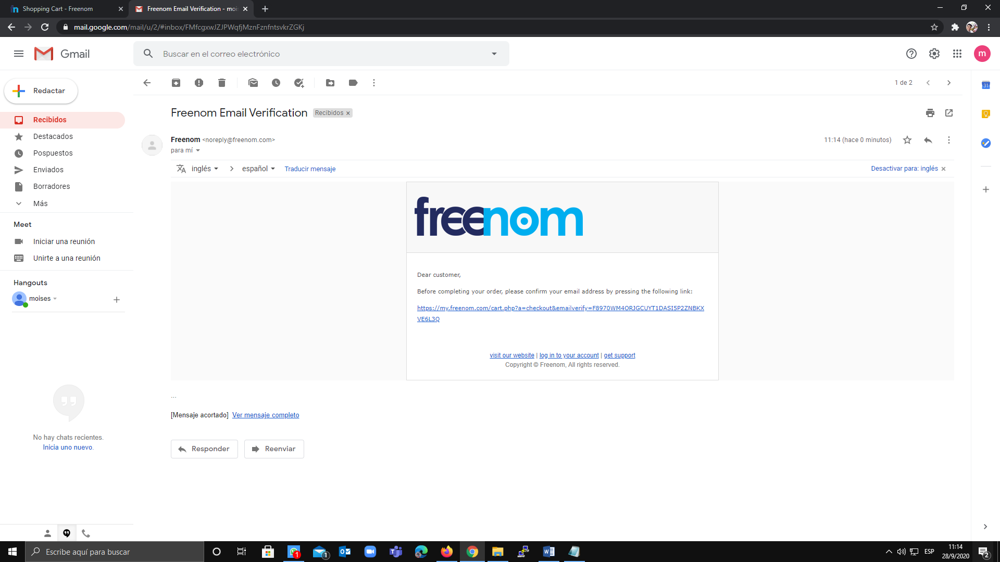 Shopping Cart - Freenom
Freenom Email Verification - moi
mail.google.com/mail/u/2/#inbox/FMfcgxwJZJPWqfjMznFznfntsvkrZGKj
Gmail
Buscar en el correo electrónico
m
Redactar
1 de 2
31
Recibidos
Destacados
Pospuestos
Enviados
Borradores
Más
Meet
Iniciar una reunión
Unirte a una reunión
Hangouts
moises
No hay chats recientes.
Inicia uno nuevo.
Freenom Email Verification
Recibidos
Freenom <noreply@freenom.com>
11:14 (hace 0 minutos)
para mí
inglés
español
Traducir mensaje
Desactivar para: inglés
freenom
Dear customer,
Before completing your order, please confirm your email address by pressing the following link:
https://my.freenom.com/cart.php?a=checkout&emailverify=F8970WM4ORJGCUYT1DASI5P2ZNBKX
VE6L3Q
visit our website | log in to your account | get support
Copyright © Freenom, All rights reserved.
...
[Mensaje acortado] Ver mensaje completo
Responder
Reenviar
Escribe aquí para buscar
1
1
ESP
11:14
28/9/2020
2